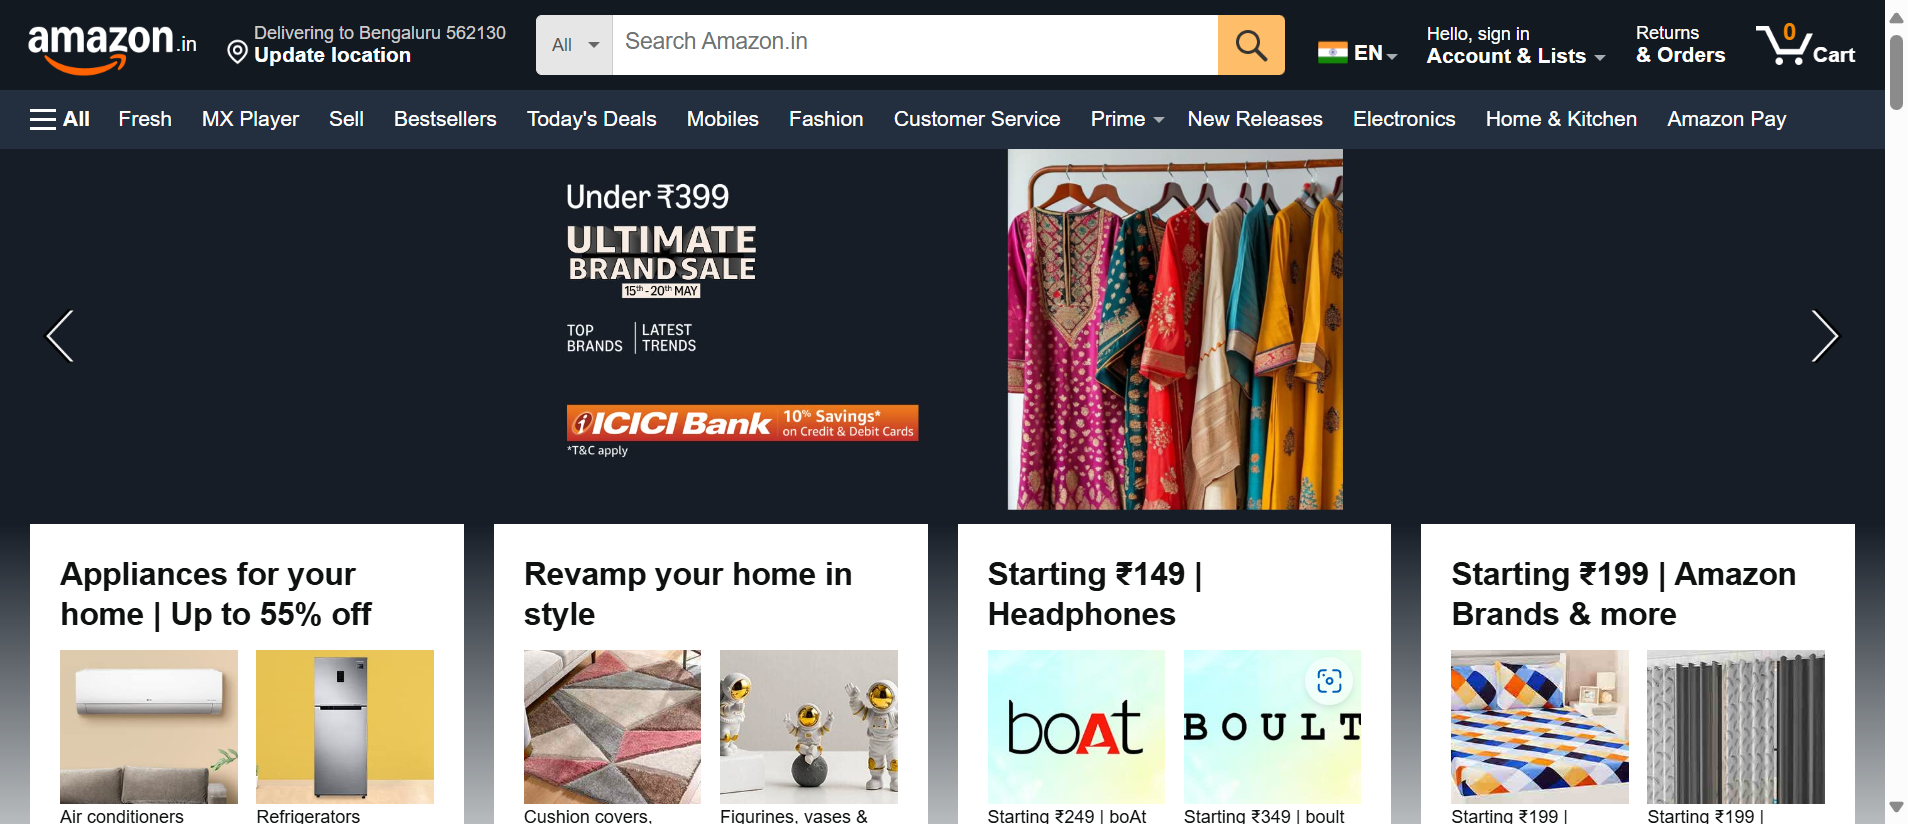 amazon.in
Delivering to Bengaluru 562130
Update location
All
Search Amazon.in
EN
Hello, sign in
Account & Lists
Returns
& Orders
0
Cart
All
Fresh
MX Player
Sell
Bestsellers
Today's Deals
Mobiles
Fashion
Customer Service
Prime
New Releases
Electronics
Home & Kitchen
Amazon Pay
Under ₹399
ULTIMATE
BRAND SALE
15th-20th MAY
TOP
BRANDS
LATEST
TRENDS
ICICI Bank
10% Savings*
on Credit & Debit Cards
*T&C apply
Appliances for your
home | Up to 55% off
Air conditioners
Refrigerators
Revamp your home in
style
Cushion covers,
Figurines, vases &
Starting ₹149 |
Headphones
boAt
BOULT
Starting ₹249 | boAt
Starting ₹349 | boult
Starting ₹199 | Amazon
Brands & more
Starting ₹199 |
Starting ₹199 |